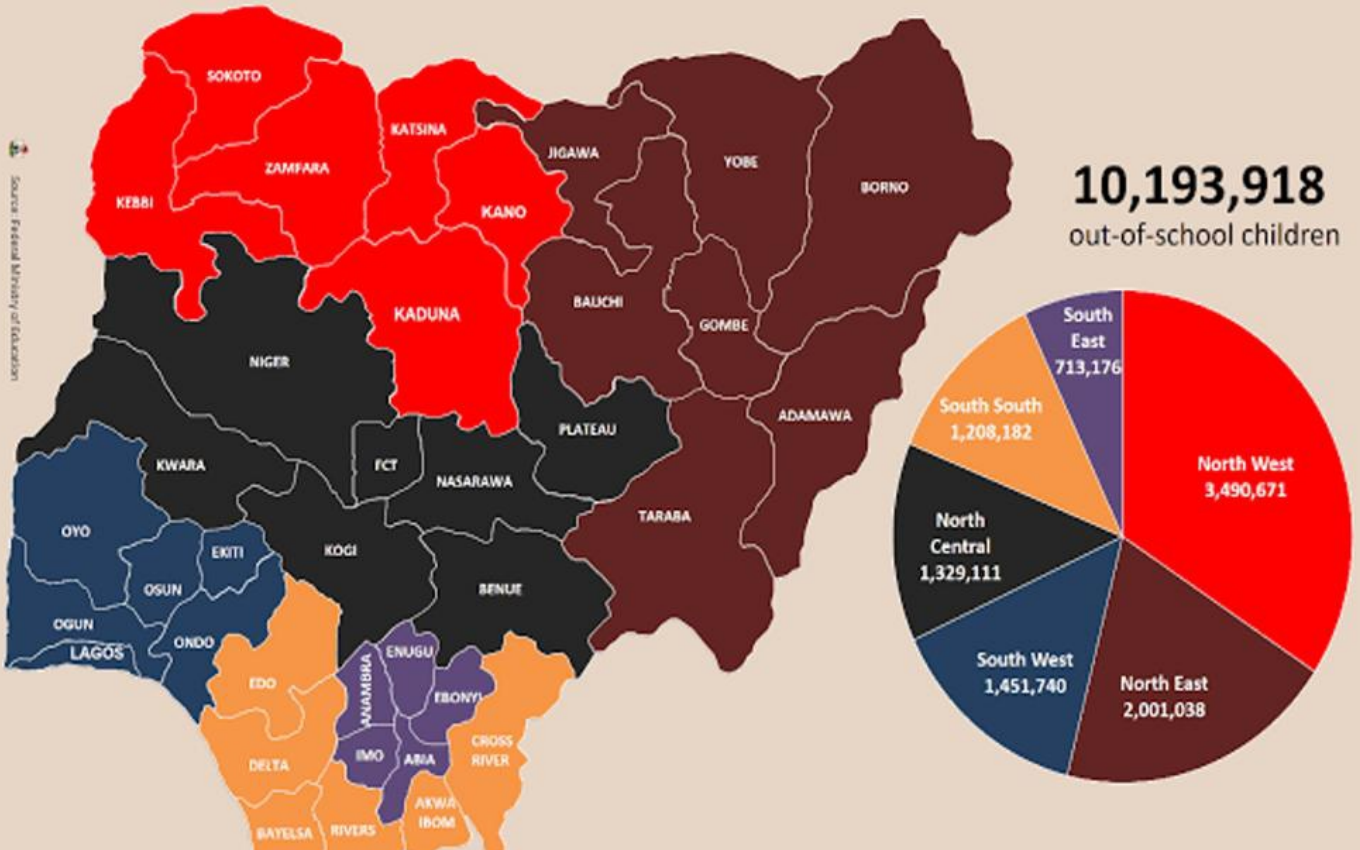 Source: Federal Ministry of Education
SOKOTO
KATSINA
ZAMFARA
KEBBI
KANO
JIGAWA
YOBE
BORNO
KADUNA
BAUCHI
GOMBE
NIGER
ADAMAWA
PLATEAU
KWARA
FCT
NASARAWA
TARABA
OYO
EKITI
KOGI
OSUN
BENUE
OGUN
ONDO
LAGOS
ENUGU
ANAMBRA
EDO
EBONYI
DELTA
IMO
ABIA
CROSS
RIVER
BAYELSA
RIVERS
AKWA
IBOM
10,193,918
out-of-school children
South
East
713,176
South South
1,208,182
North West
3,490,671
North
Central
1,329,111
South West
1,451,740
North East
2,001,038